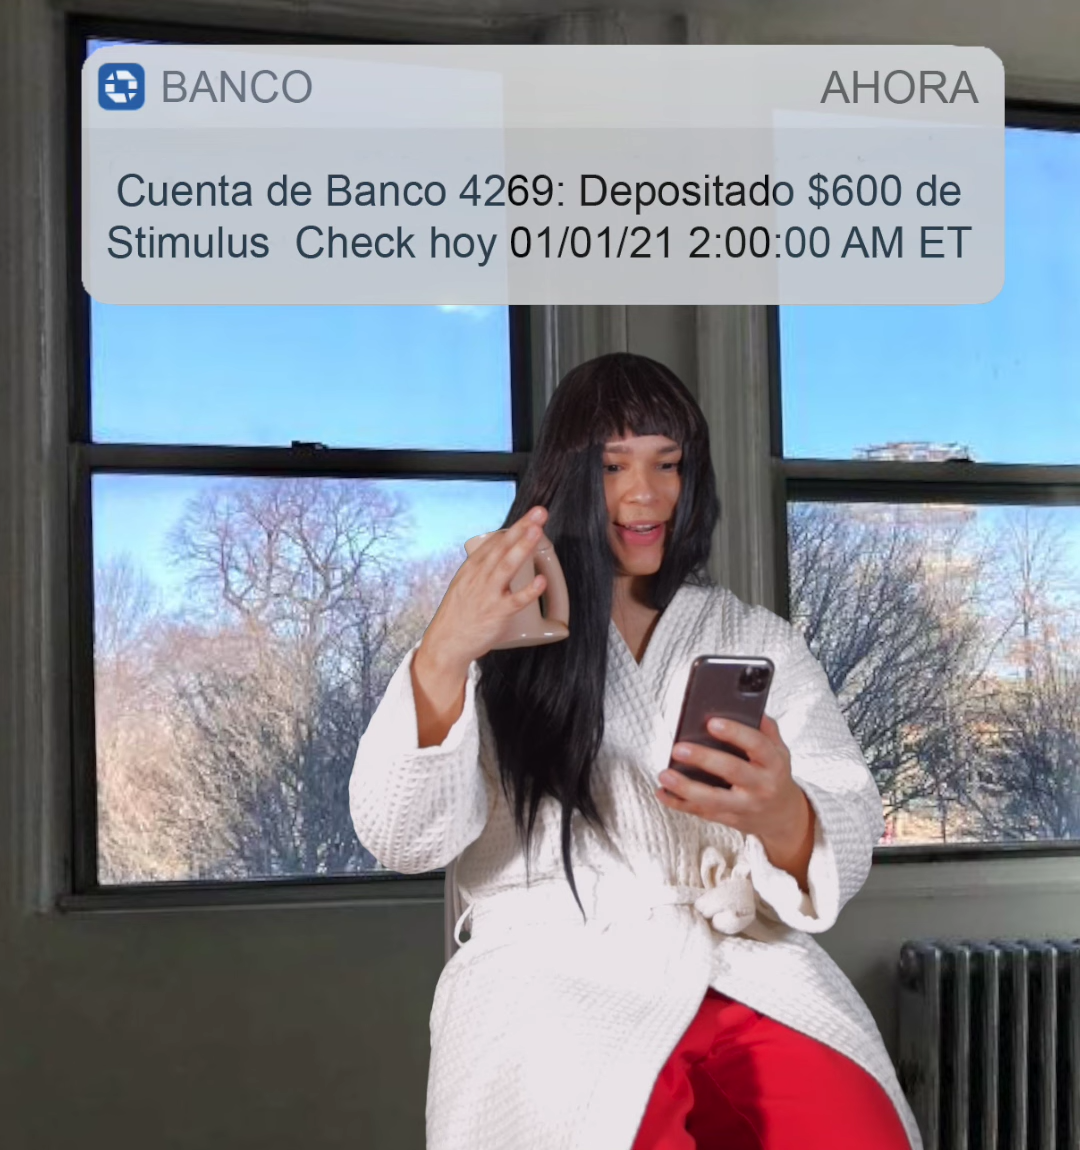 BANCO AHORA
Cuenta de Banco 4269: Depositado $600 de
Stimulus Check hoy 01/01/21 2:00:00 AM ET